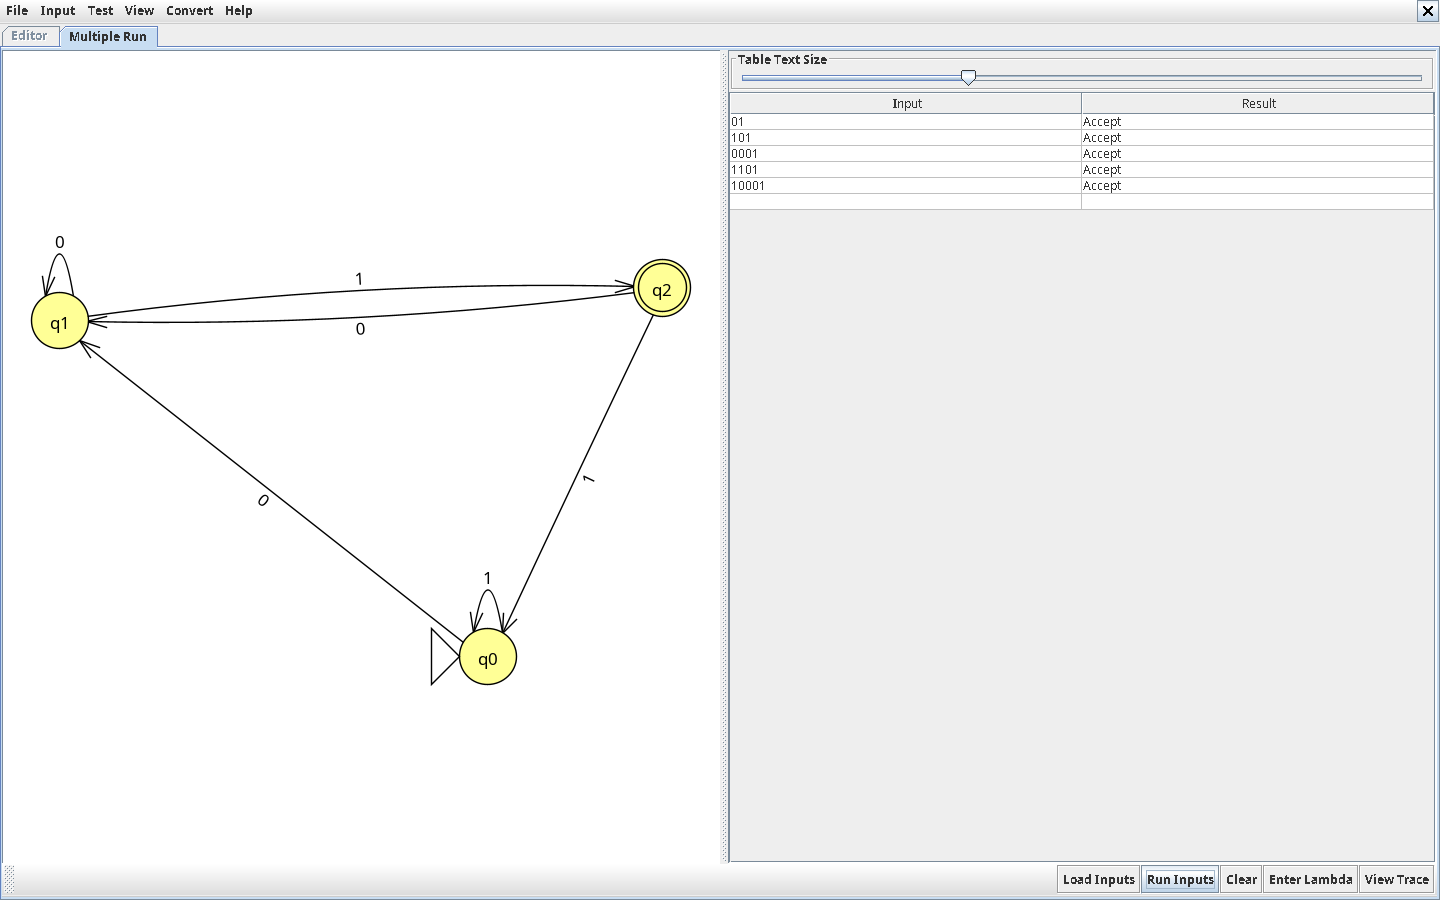 File Input Test View Convert Help
Editor Multiple Run
Table Text Size
Input Result
01 Accept
101 Accept
0001 Accept
1101 Accept
10001 Accept
0
1
q2
q1
0
1
0
1
q0
Load Inputs Run Inputs Clear Enter Lambda View Trace